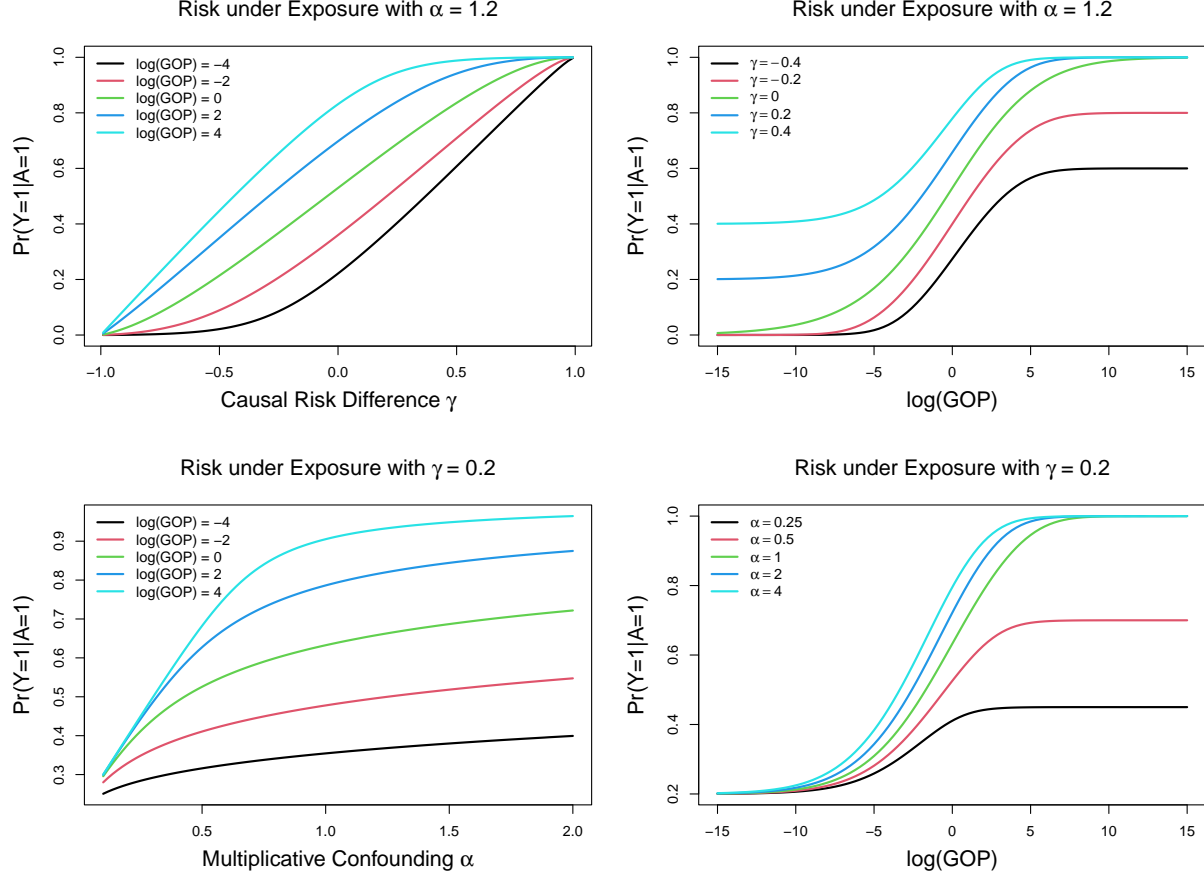 Risk under Exposure with α = 1.2
Pr(Y=1|A=1)
1.0
0.8
0.6
0.4
0.2
0.0
log(GOP) = −4
log(GOP) = −2
log(GOP) = 0
log(GOP) = 2
log(GOP) = 4
−1.0 −0.5 0.0 0.5 1.0
Causal Risk Difference γ
Risk under Exposure with α = 1.2
Pr(Y=1|A=1)
1.0
0.8
0.6
0.4
0.2
0.0
γ = −0.4
γ = −0.2
γ = 0
γ = 0.2
γ = 0.4
−15 −10 −5 0 5 10 15
log(GOP)
Risk under Exposure with γ = 0.2
Pr(Y=1|A=1)
0.9
0.8
0.7
0.6
0.5
0.4
0.3
log(GOP) = −4
log(GOP) = −2
log(GOP) = 0
log(GOP) = 2
log(GOP) = 4
0.5 1.0 1.5 2.0
Multiplicative Confounding α
Risk under Exposure with γ = 0.2
Pr(Y=1|A=1)
1.0
0.8
0.6
0.4
0.2
α = 0.25
α = 0.5
α = 1
α = 2
α = 4
−15 −10 −5 0 5 10 15
log(GOP)